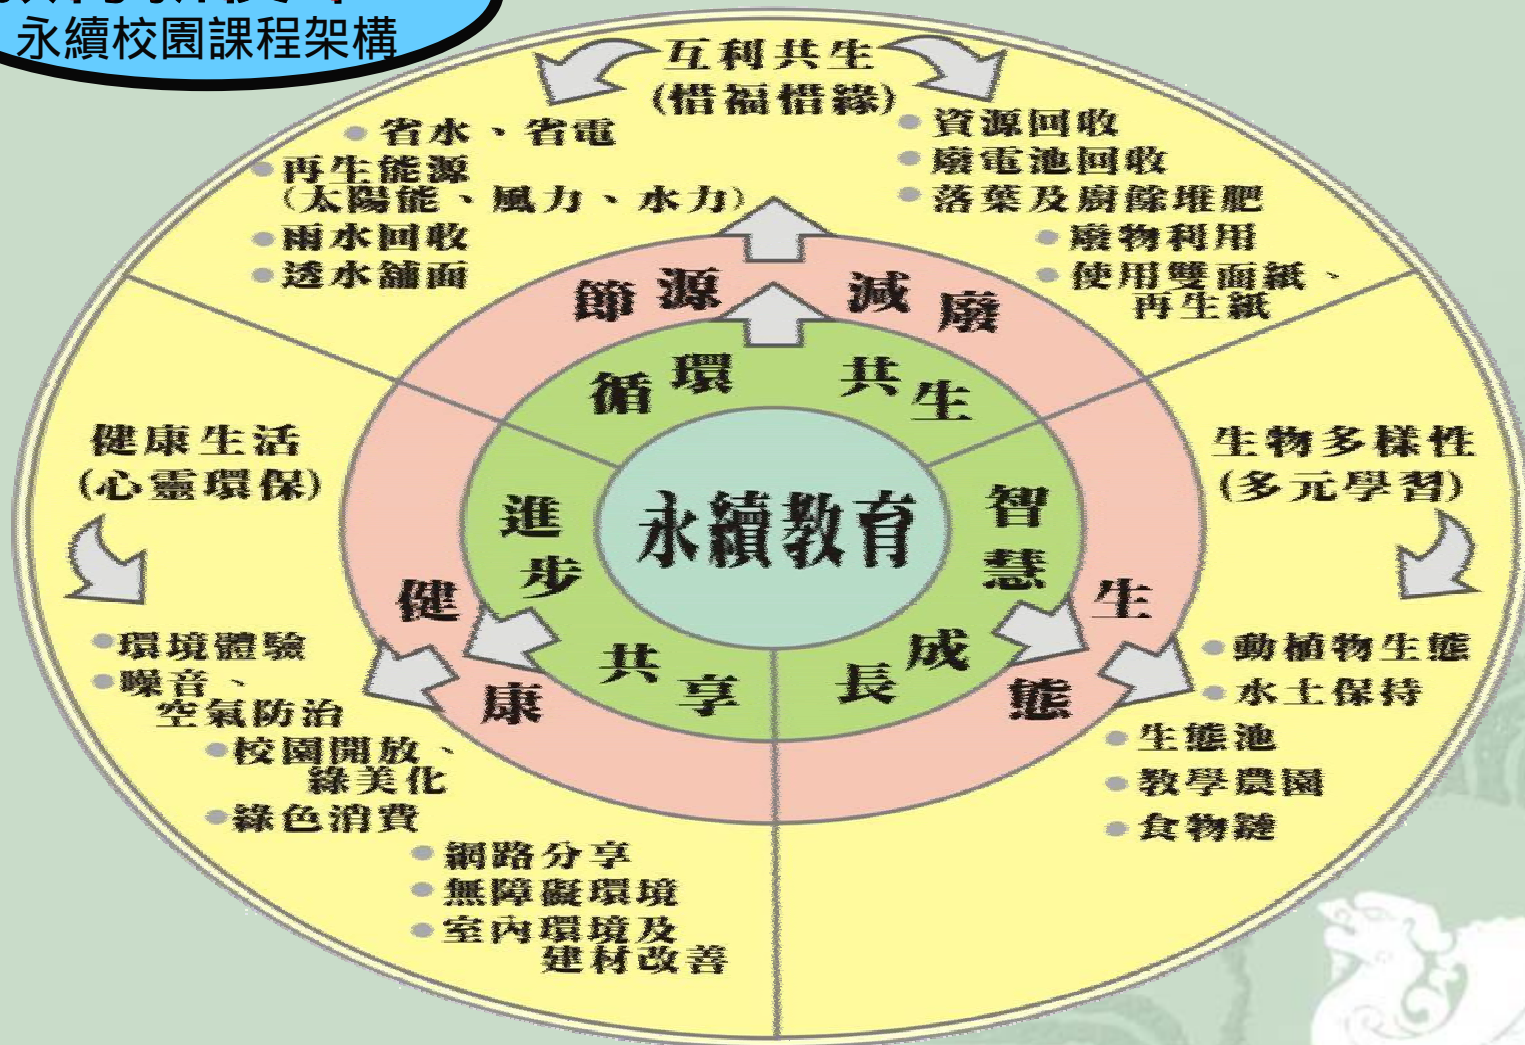 永續校園課程架構
互利共生
(惜福惜緣)
省水、省電
再生能源
(太陽能、風力、水力)
雨水回收
透水舖面
資源回收
廢電池回收
落葉及廚餘堆肥
廢物利用
使用雙面紙、
再生紙
節源 減廢
循環 共生
健康生活
(心靈環保)
環境體驗
噪音、
空氣防治
校園開放、
綠美化
綠色消費
網路分享
無障礙環境
室內環境及
建材改善
健康
進步
共享
永續教育
智慧
成長
生態
生物多樣性
(多元學習)
動植物生態
水土保持
生態池
教學農園
食物鏈